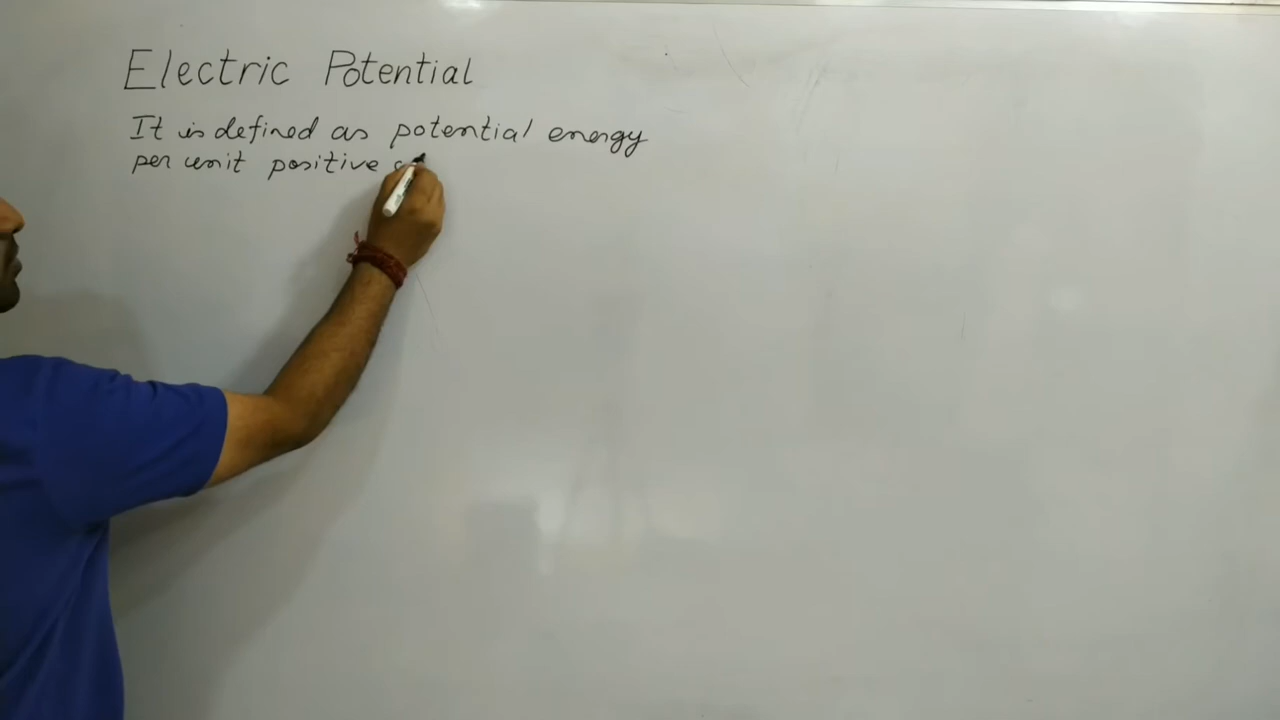 Electric Potential
It is defined as potential energy
per unit positive